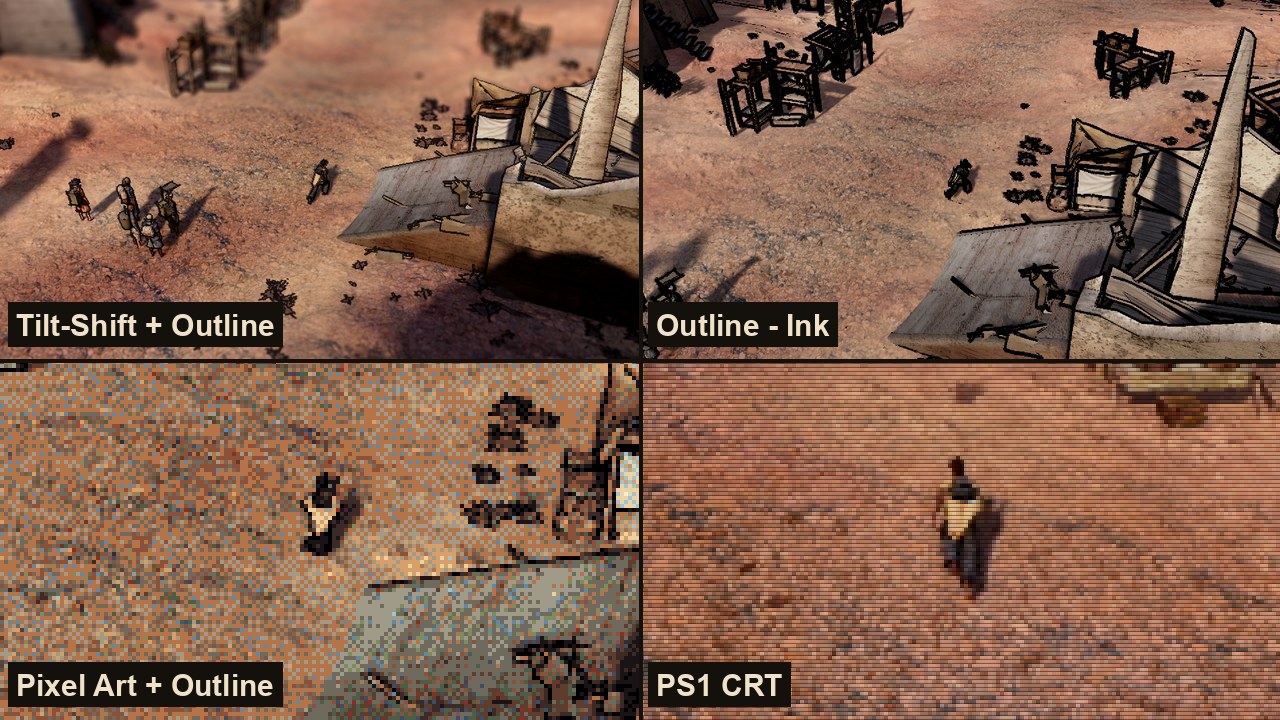 Tilt-Shift + Outline
Outline - Ink
Pixel Art + Outline
PS1 CRT